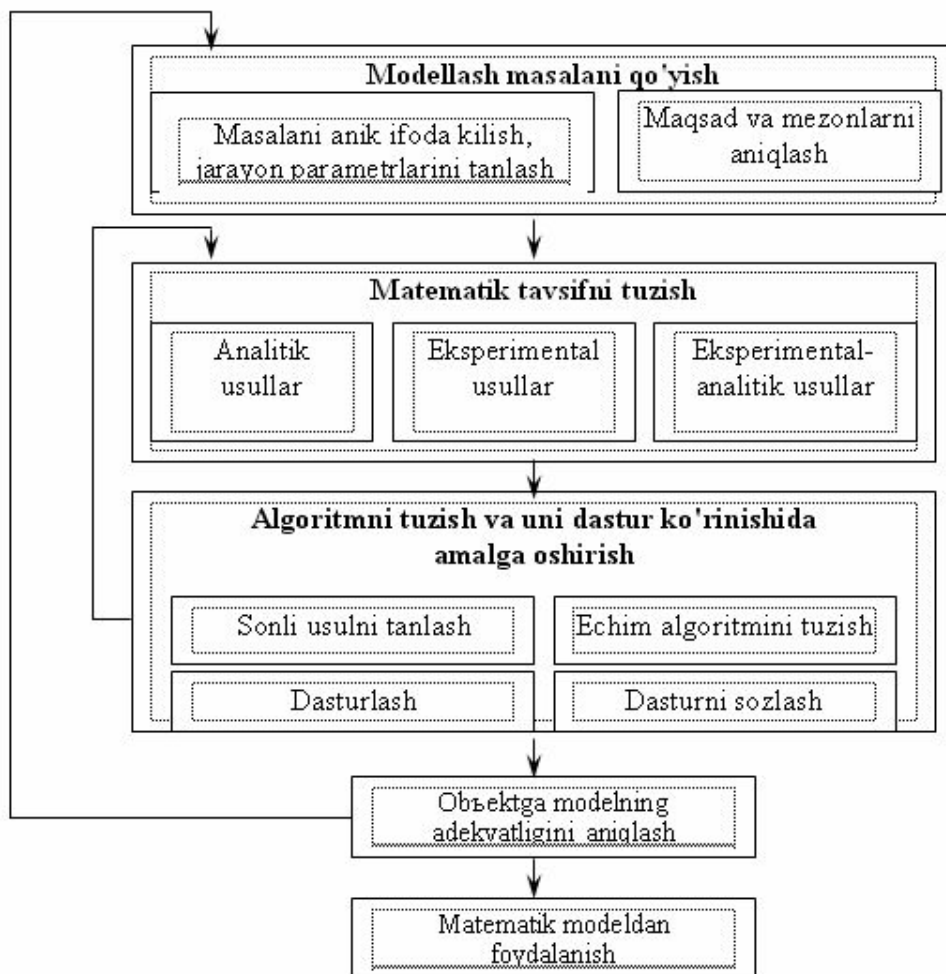 Modellash masalani qo'yish
Masalani anik ifoda kilish,
jarayon parametrlarini tanlash
Maqsad va mezonlarni
aniqlash
Matematik tavsifni tuzish
Analitik
usullar
Eksperimental
usullar
Eksperimental-
analitik usullar
Algoritmni tuzish va uni dastur ko'rinishida
amalga oshirish
Sonli usulni tanlash
Echim algoritmini tuzish
Dasturlash
Dasturni sozlash
Obъektga modelning
adekvatligini aniqlash
Matematik modeldan
foydalanish